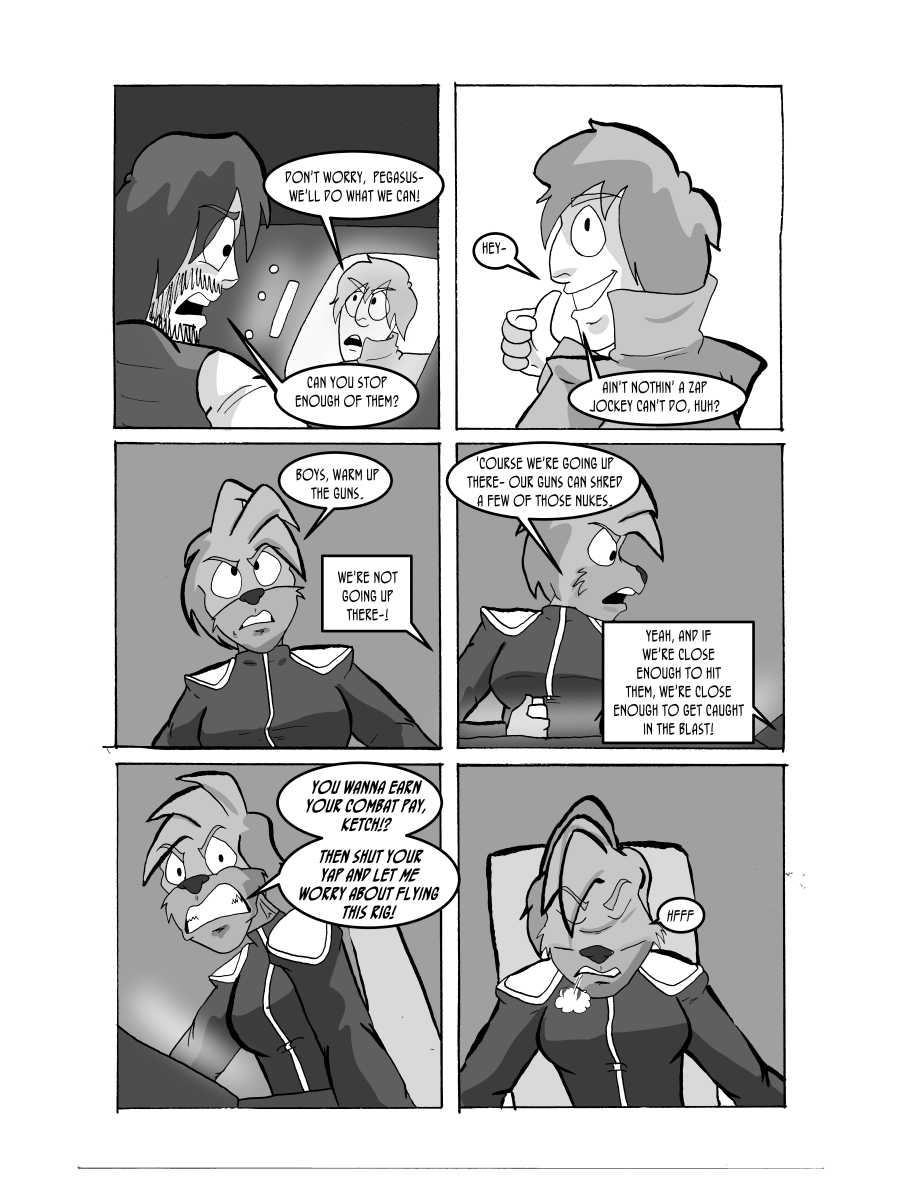 DON'T WORRY, PEGASUS-
WE'LL DO WHAT WE CAN!
CAN YOU STOP
ENOUGH OF THEM?
HEY-
AIN'T NOTHIN' A ZAP
JOCKEY CAN'T DO, HUH?
BOYS, WARM UP
THE GUNS.
WE'RE NOT
GOING UP
THERE-!
'COURSE WE'RE GOING UP
THERE- OUR GUNS CAN SHRED
A FEW OF THOSE NUKES.
YEAH, AND IF
WE'RE CLOSE
ENOUGH TO HIT
THEM, WE'RE CLOSE
ENOUGH TO GET CAUGHT
IN THE BLAST!
YOU WANNA EARN
YOUR COMBAT PAY,
KETCH!?
THEN SHUT YOUR
YAP AND LET ME
WORRY ABOUT FLYING
THIS RIG!
HFFF